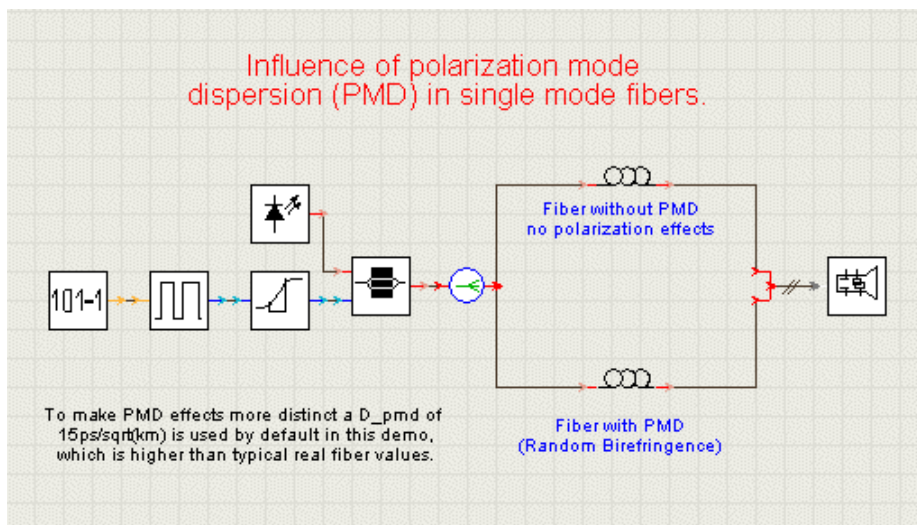 Influence of polarization mode
dispersion (PMD) in single mode fibers.
Fiber without PMD
no polarization effects
101-1
To make PMD effects more distinct a D_pmd of
15ps/sqrt(km) is used by default in this demo,
which is higher than typical real fiber values.
Fiber with PMD
(Random Birefringence)